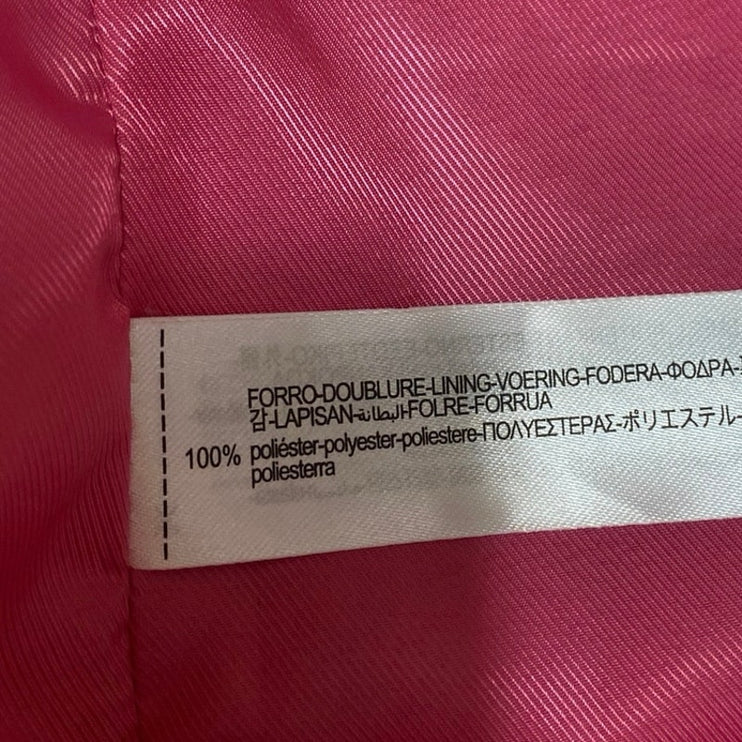 FORRO-DOUBLURE-LINING-VOERING-FODERA-ΦΟΔΡΑ-
감-LAPISAN-البطانة-FOLRE-FORRUA
100% poliéster-polyester-poliestere-ΠΟΛΥΕΣΤΕΡΑΣ-ポリエステル-
poliesterra